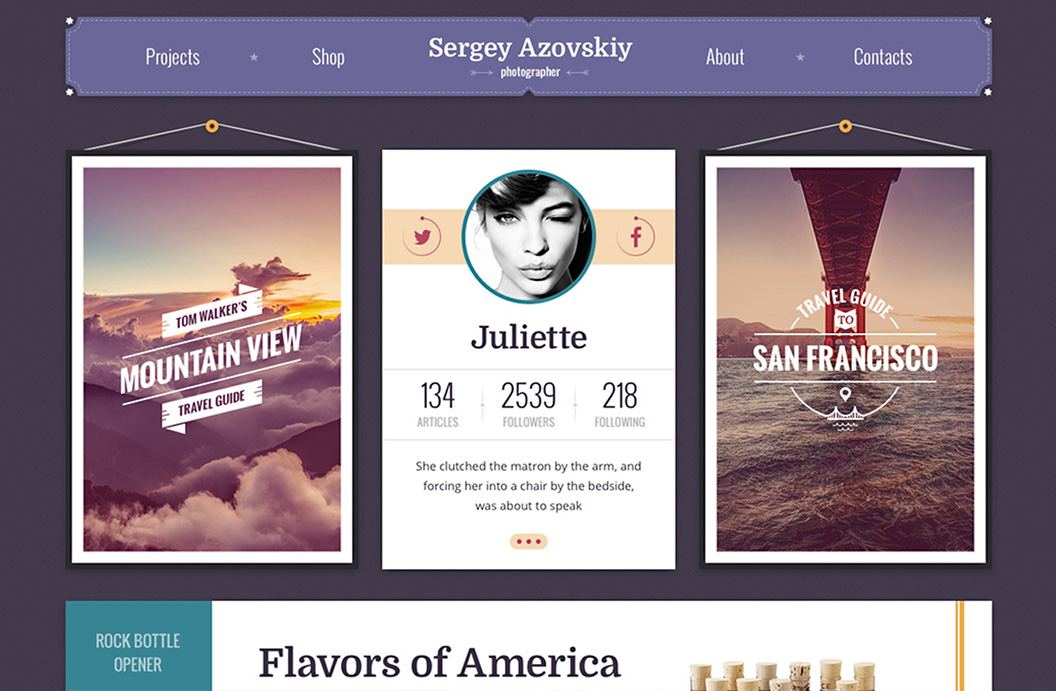 Projects
Shop
Sergey Azovskiy
photographer
About
Contacts
TOM WALKER'S
MOUNTAIN VIEW
TRAVEL GUIDE
Juliette
134
ARTICLES
2539
FOLLOWERS
218
FOLLOWING
She clutched the matron by the arm, and
forcing her into a chair by the bedside,
was about to speak
TRAVEL GUIDE
TO
SAN FRANCISCO
ROCK BOTTLE
OPENER
Flavors of America